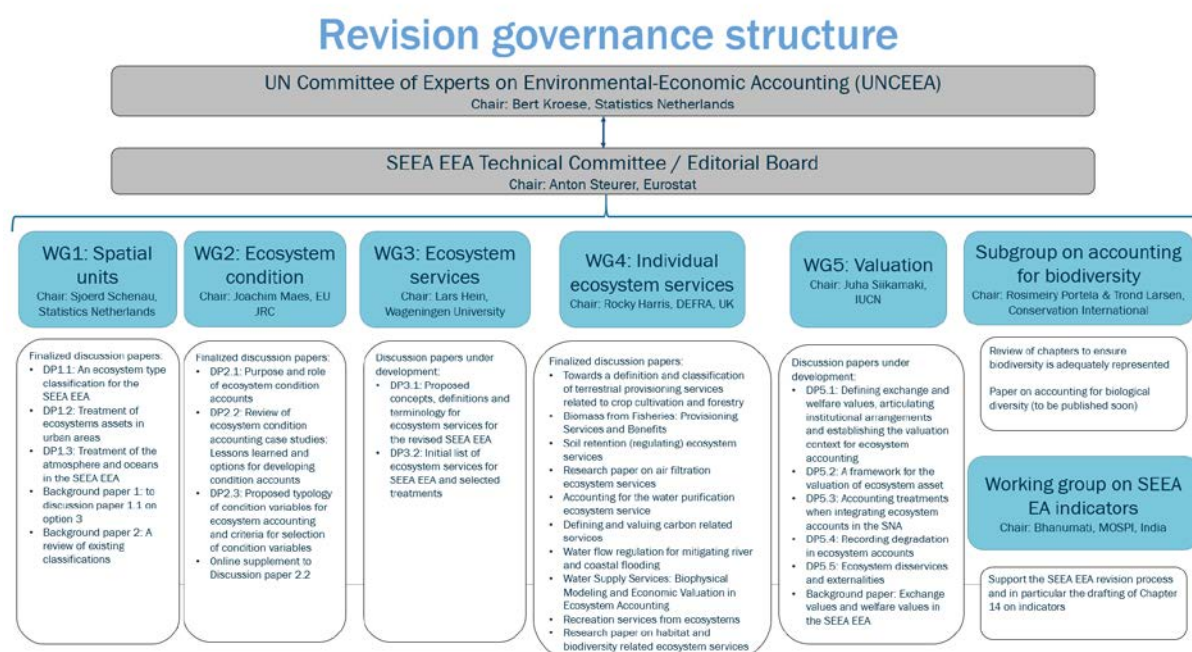 Revision governance structure
UN Committee of Experts on Environmental-Economic Accounting (UNCEEA)
Chair: Bert Kroese, Statistics Netherlands
SEEA EEA Technical Committee / Editorial Board
Chair: Anton Steurer, Eurostat
WG1: Spatial
units
Chair: Sjoerd Schenau,
Statistics Netherlands
Finalized discussion papers:
• DP1.1: An ecosystem type
classification for the
SEEA EEA
• DP1.2: Treatment of
ecosystems assets in
urban areas
• DP1.3: Treatment of the
atmosphere and oceans
in the SEEA EEA
• Background paper 1: to
discussion paper 1.1 on
option 3
• Background paper 2: A
review of existing
classifications
WG2: Ecosystem
condition
Chair: Joachim Maes, EU
JRC
Finalized discussion papers:
• DP2.1: Purpose and role
of ecosystem condition
accounts
• DP2.2: Review of
ecosystem condition
accounting case studies:
Lessons learned and
options for developing
condition accounts
• DP2.3: Proposed typology
of condition variables for
ecosystem accounting
and criteria for selection
of condition variables
• Online supplement to
Discussion paper 2.2
WG3: Ecosystem
services
Chair: Lars Hein,
Wageningen University
Discussion papers under
development:
• DP3.1: Proposed
concepts, definitions and
terminology for
ecosystem services for
the revised SEEA EEA
• DP3.2: Initial list of
ecosystem services for
SEEA EEA and selected
treatments
WG4: Individual
ecosystem services
Chair: Rocky Harris, DEFRA, UK
Finalized discussion papers:
• Towards a definition and classification
of terrestrial provisioning services
related to crop cultivation and forestry
• Biomass from Fisheries: Provisioning
Services and Benefits
• Soil retention (regulating) ecosystem
services
• Research paper on air filtration
ecosystem services
• Accounting for the water purification
ecosystem service
• Defining and valuing carbon related
services
• Water flow regulation for mitigating river
and coastal flooding
• Water Supply Services: Biophysical
Modeling and Economic Valuation in
Ecosystem Accounting
• Recreation services from ecosystems
• Research paper on habitat and
biodiversity related ecosystem services
WG5: Valuation
Chair: Juha Siikamaki,
IUCN
Discussion papers under
development:
• DP5.1: Defining exchange and
welfare values, articulating
institutional arrangements
and establishing the valuation
context for ecosystem
accounting
• DP5.2: A framework for the
valuation of ecosystem asset
• DP5.3: Accounting treatments
when integrating ecosystem
accounts in the SNA
• DP5.4: Recording degradation
in ecosystem accounts
• DP5.5: Ecosystem disservices
and externalities
• Background paper: Exchange
values and welfare values in
the SEEA EEA
Subgroup on accounting
for biodiversity
Chair: Rosimeiry Portela & Trond Larsen,
Conservation International
Review of chapters to ensure
biodiversity is adequately represented
Paper on accounting for biological
diversity (to be published soon)
Working group on SEEA
EA indicators
Chair: Bhanumati, MOSPI, India
Support the SEEA EEA revision process
and in particular the drafting of Chapter
14 on indicators